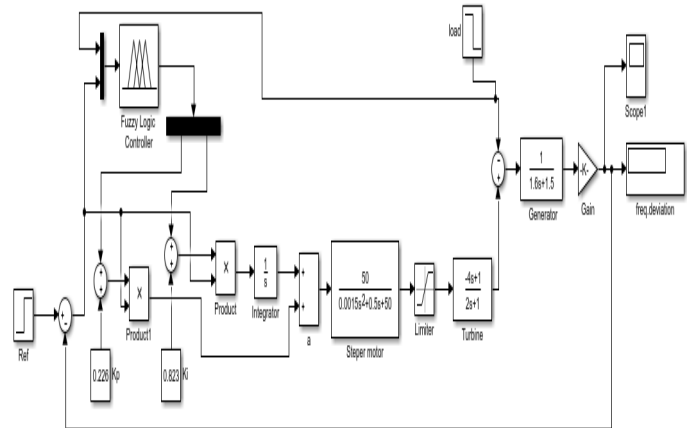 load
Fuzzy Logic
Controller
Scope1
1
1.6s+1.5
Generator
-K-
Gain
freq.deviation
+
+
+
+
x
Product
1
s
Integrator
+
+
a
50
0.0015s²+0.5s+50
Steper motor
Limiter
-4s+1
2s+1
Turbine
-
+
Ref
+
-
x
Product1
0.226
Kp
0.823
Ki